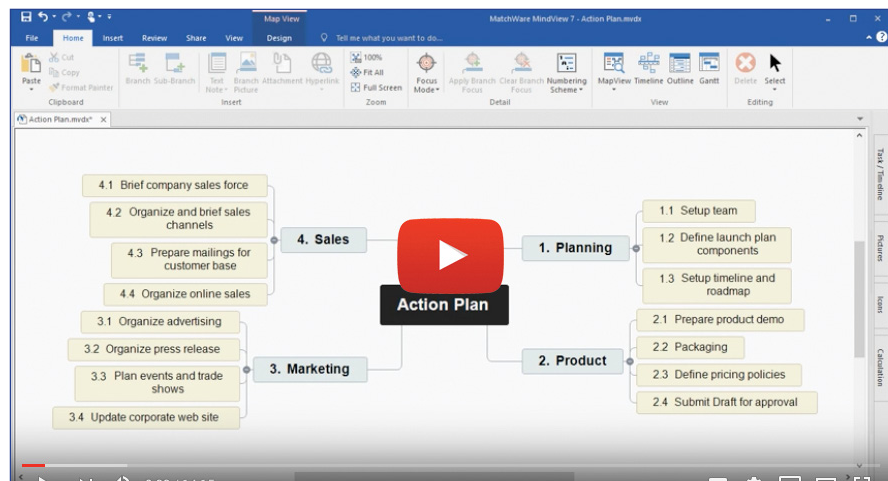 Map View
MatchWare MindView 7 - Action Plan.mvdx
File
Home
Insert
Review
Share
View
Design
Tell me what you want to do...
Paste
Cut
Copy
Format Painter
Clipboard
Branch
Sub-Branch
Text
Note
Branch
Picture
Attachment
Hyperlink
Insert
100%
Fit All
Full Screen
Zoom
Focus
Mode
Apply Branch
Focus
Clear Branch
Focus
Numbering
Scheme
Detail
MapView
Timeline
Outline
Gantt
View
Delete
Select
Editing
Action Plan.mvdx*
4.1 Brief company sales force
4.2 Organize and brief sales
channels
4.3 Prepare mailings for
customer base
4.4 Organize online sales
4. Sales
3.1 Organize advertising
3.2 Organize press release
3.3 Plan events and trade
shows
3.4 Update corporate web site
3. Marketing
Action Plan
1. Planning
1.1 Setup team
1.2 Define launch plan
components
1.3 Setup timeline and
roadmap
2. Product
2.1 Prepare product demo
2.2 Packaging
2.3 Define pricing policies
2.4 Submit Draft for approval
Task / Timeline
Pictures
Icons
Calculation